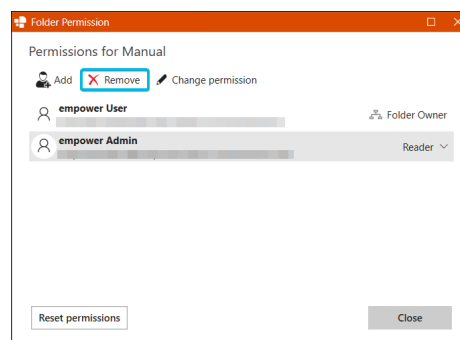 Folder Permission
Permissions for Manual
Add Remove Change permission
empower User
Folder Owner
empower Admin
Reader
Reset permissions Close